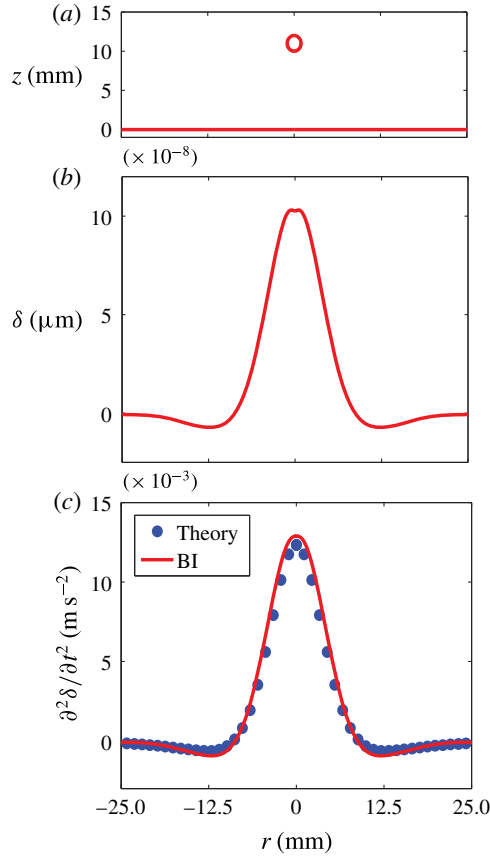 (a)
15
10
z (mm)
5
0
(× 10−8)
(b)
10
δ (μm)
5
0
(× 10−3)
(c)
15
Theory
BI
10
∂2δ/∂t2 (m s−2)
5
0
−25.0 −12.5 0 12.5 25.0
r (mm)